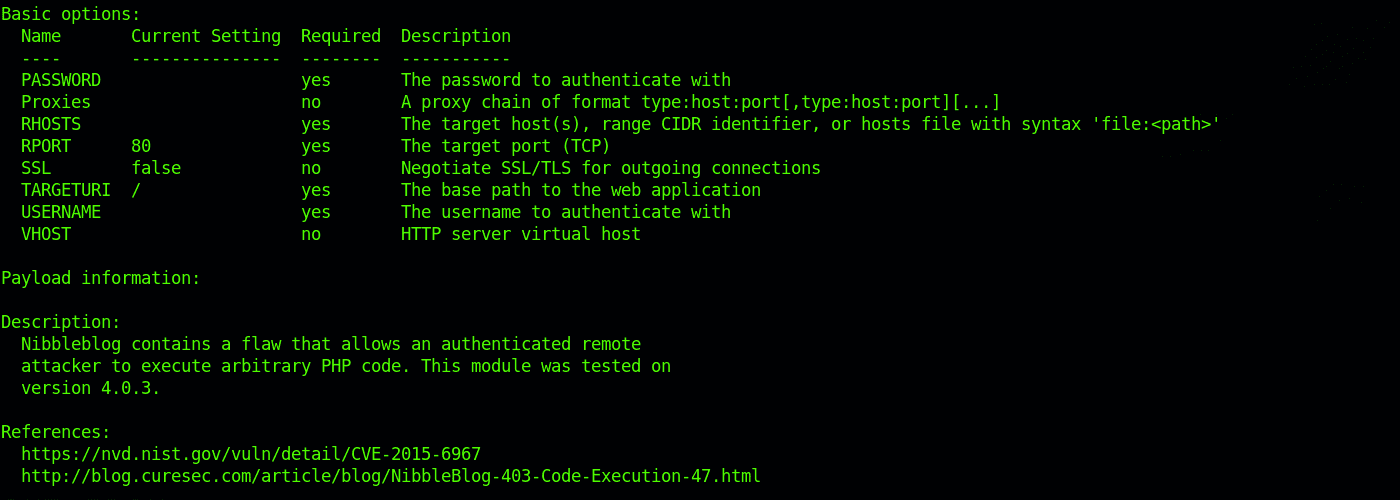 Basic options:
  Name       Current Setting  Required  Description
  ----       ---------------  --------  -----------
  PASSWORD                    yes       The password to authenticate with
  Proxies                     no        A proxy chain of format type:host:port[,type:host:port][...]
  RHOSTS                      yes       The target host(s), range CIDR identifier, or hosts file with syntax 'file:<path>'
  RPORT      80               yes       The target port (TCP)
  SSL        false            no        Negotiate SSL/TLS for outgoing connections
  TARGETURI  /                yes       The base path to the web application
  USERNAME                    yes       The username to authenticate with
  VHOST                       no        HTTP server virtual host

Payload information:

Description:
  Nibbleblog contains a flaw that allows an authenticated remote
  attacker to execute arbitrary PHP code. This module was tested on
  version 4.0.3.

References:
  https://nvd.nist.gov/vuln/detail/CVE-2015-6967
  http://blog.curesec.com/article/blog/NibbleBlog-403-Code-Execution-47.html